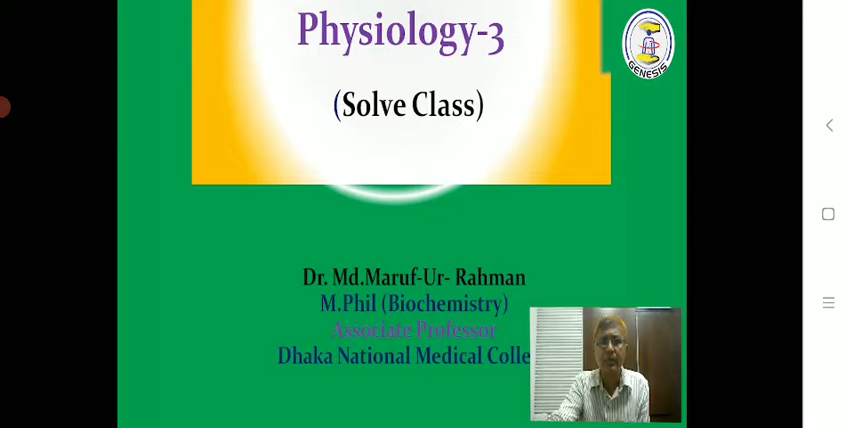 Physiology-3
GENESIS
(Solve Class)
Dr. Md.Maruf-Ur- Rahman
M.Phil (Biochemistry)
Associate Professor
Dhaka National Medical Colle